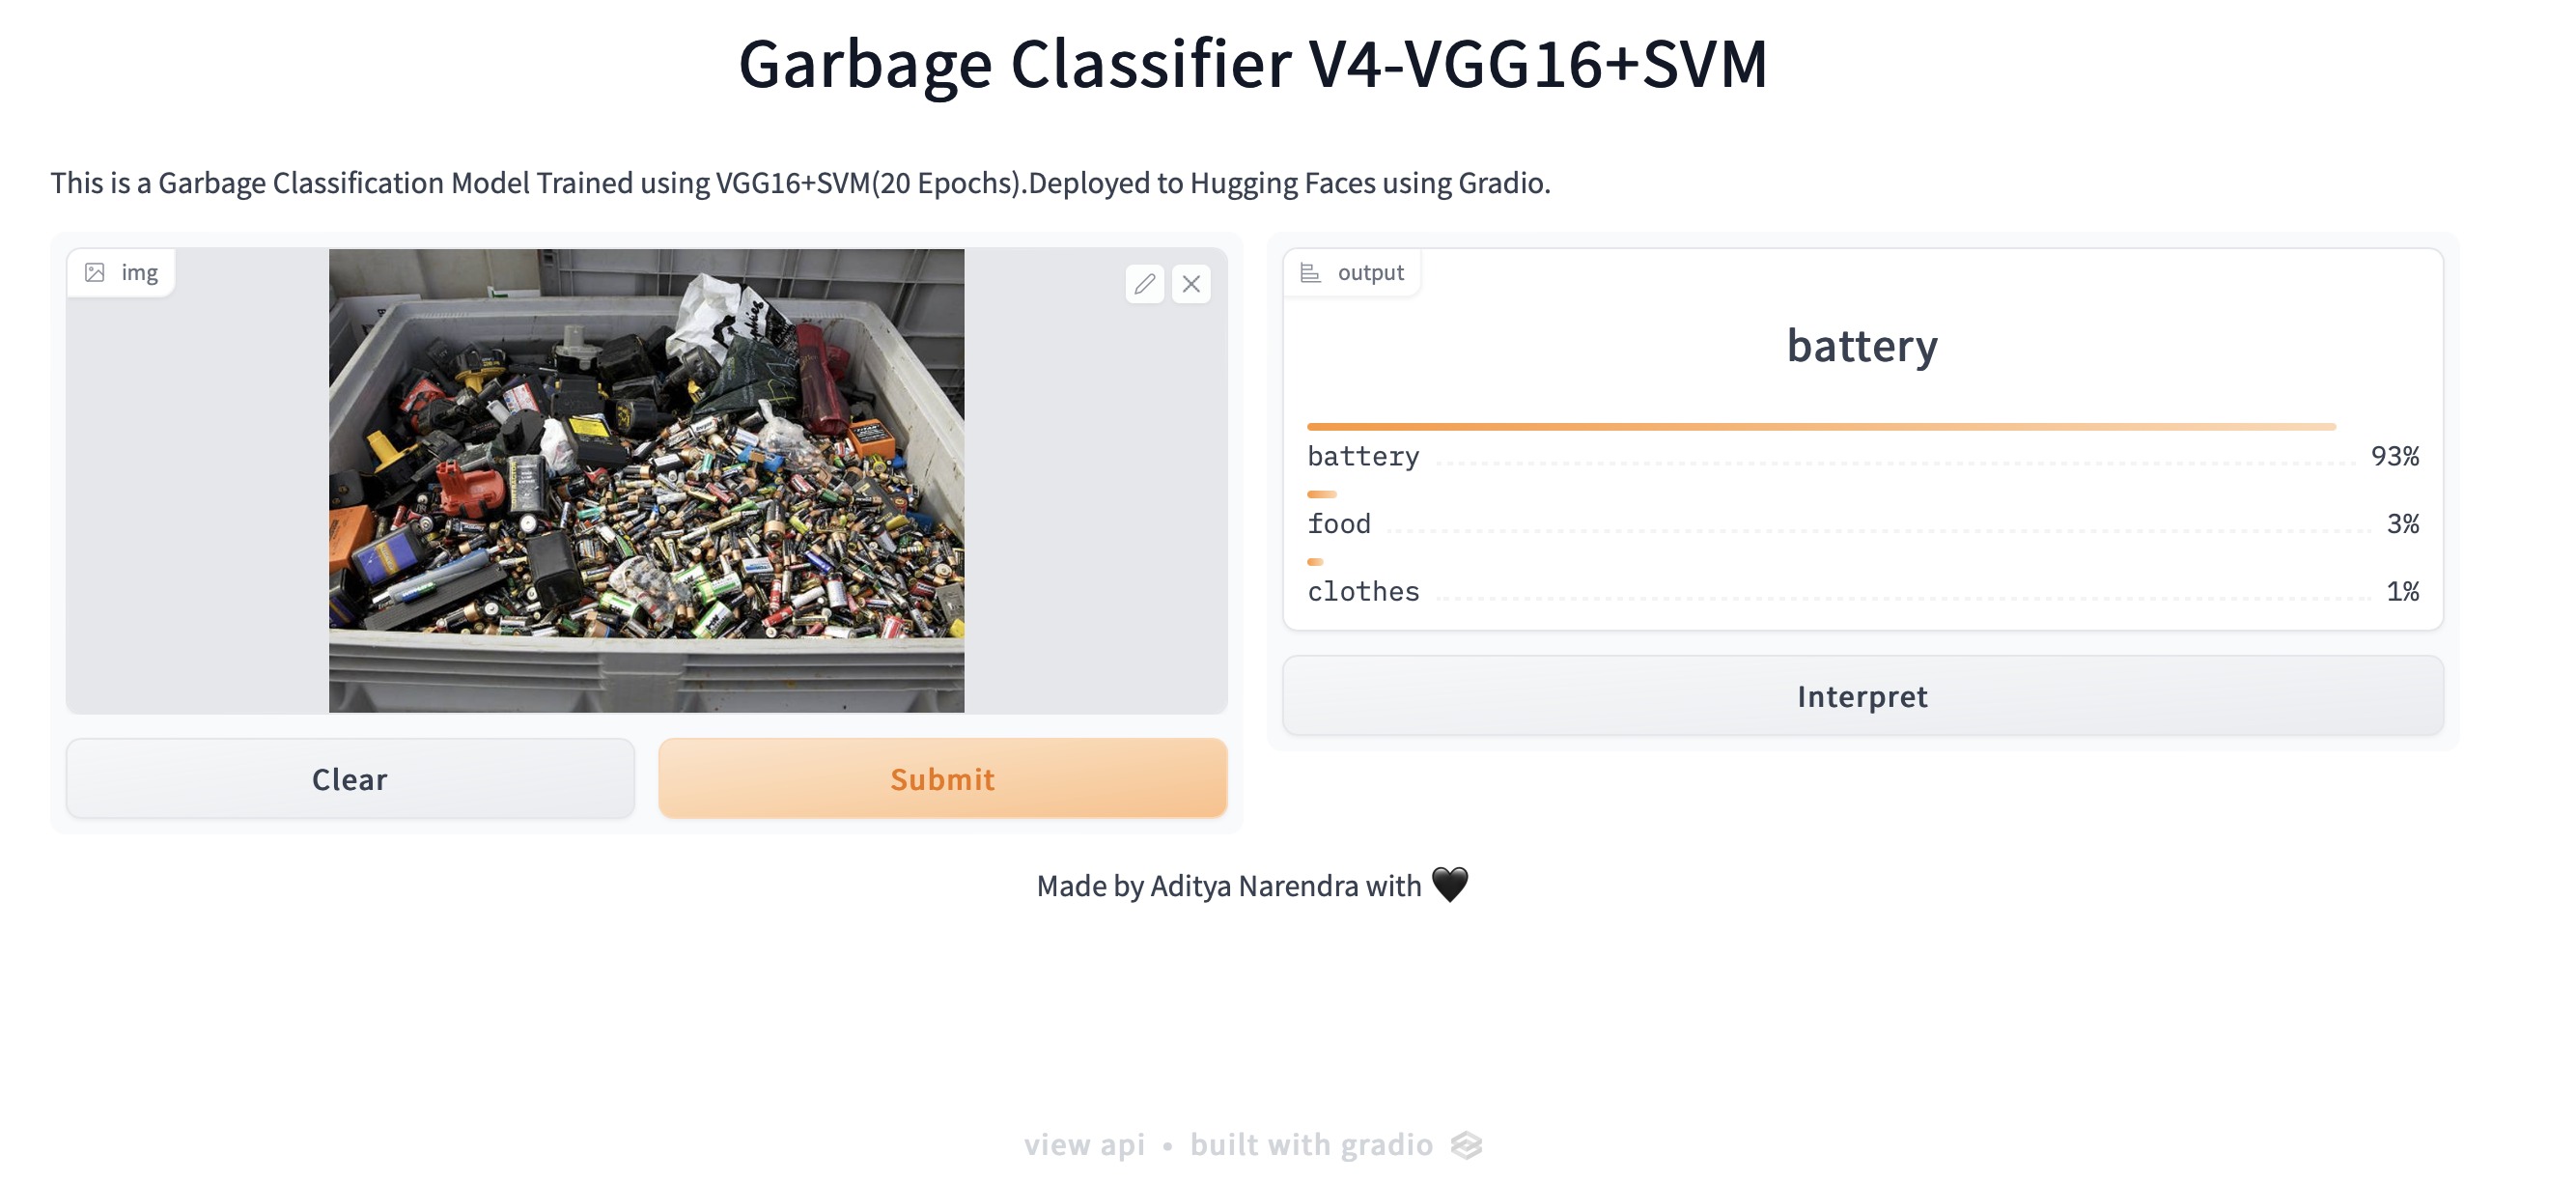 Garbage Classifier V4-VGG16+SVM
This is a Garbage Classification Model Trained using VGG16+SVM(20 Epochs).Deployed to Hugging Faces using Gradio.
img
output
battery
battery 93%
food 3%
clothes 1%
Interpret
Clear
Submit
Made by Aditya Narendra with 🖤
view api • built with gradio